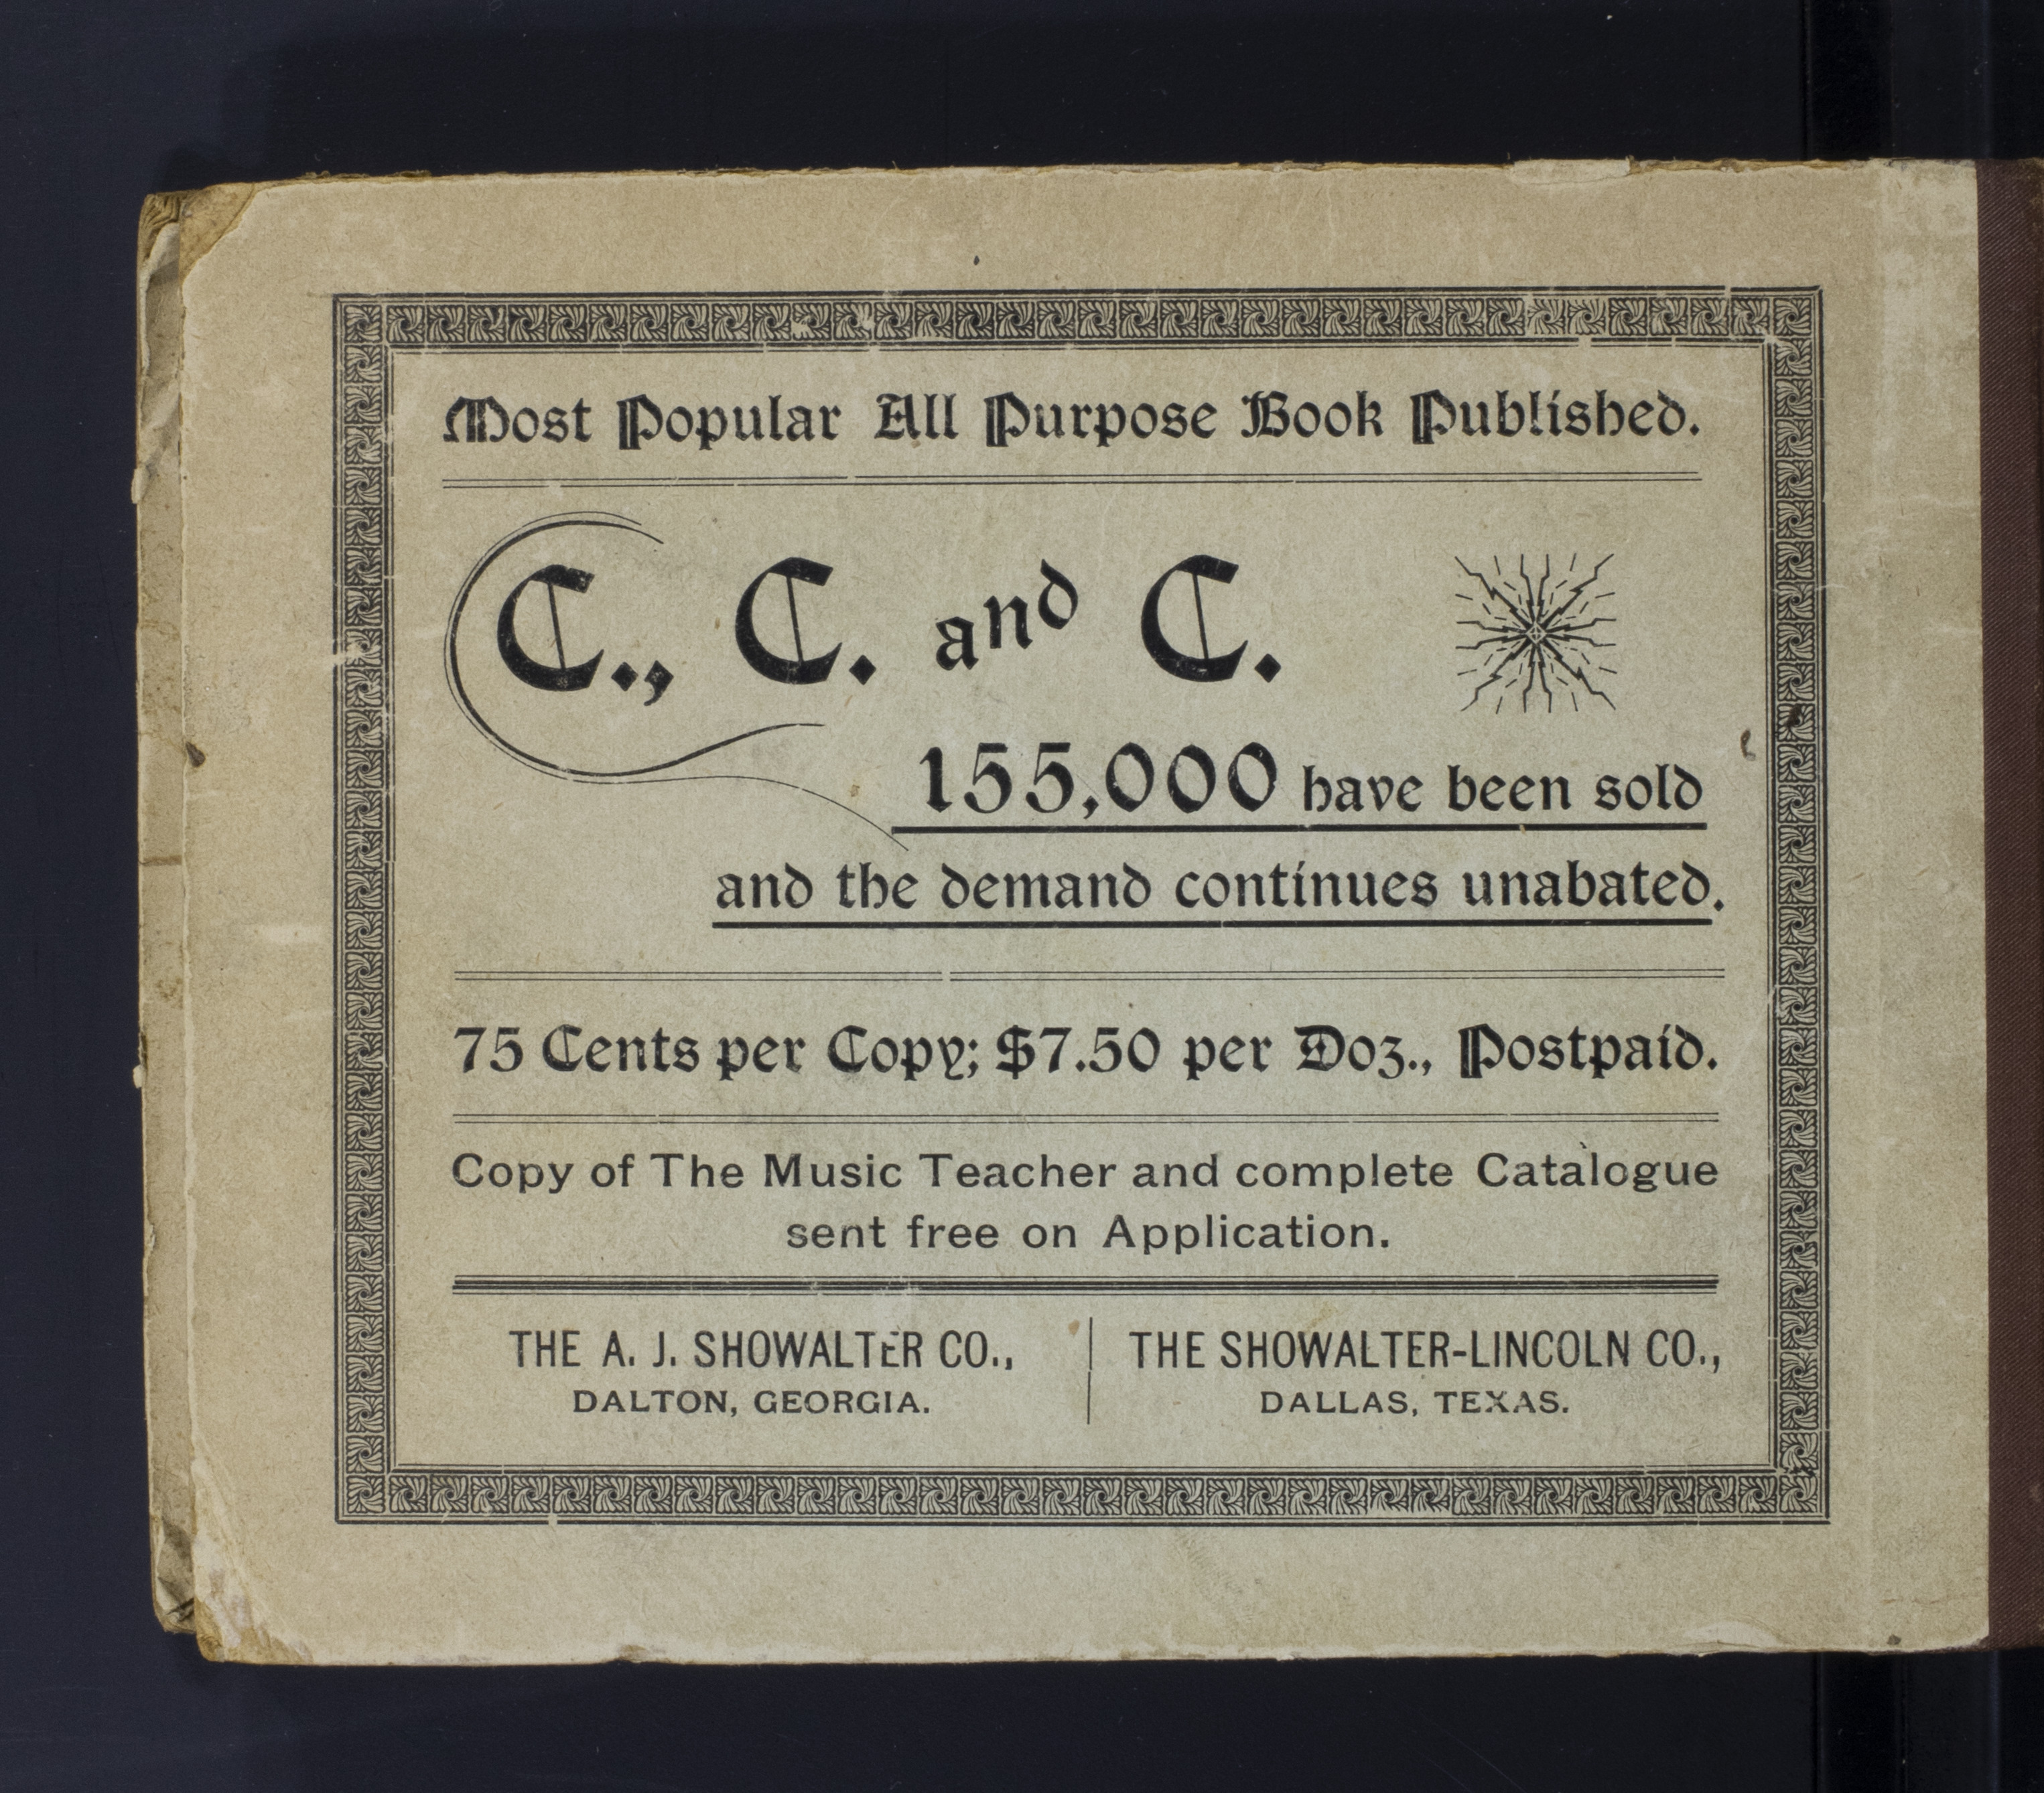 Most Popular All Purpose Book Published.
C., C. and C.
155,000 have been sold
and the demand continues unabated.
75 Cents per Copy; $7.50 per Doz., Postpaid.
Copy of The Music Teacher and complete Catalogue
sent free on Application.
THE A. J. SHOWALTER CO.,
DALTON, GEORGIA.
THE SHOWALTER-LINCOLN CO.,
DALLAS, TEXAS.